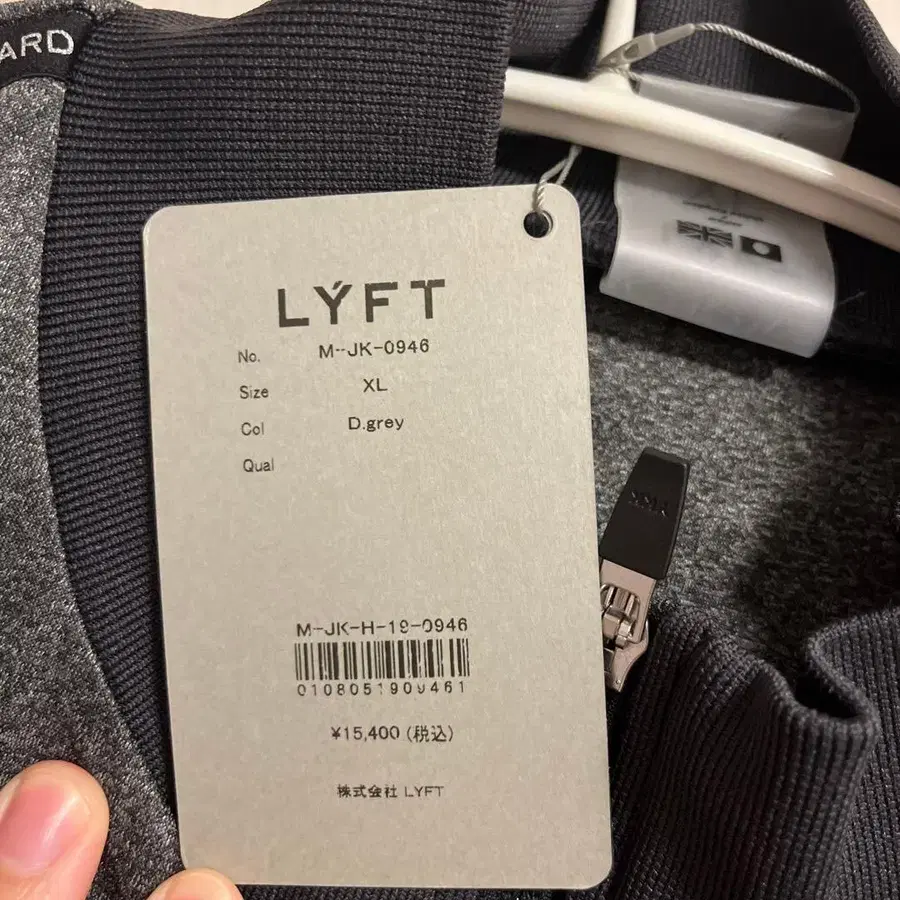 ARD
LÝFT
No. M--JK-0946
Size XL
Col D.grey
Qual
M-JK-H-19-0946
0108051909461
¥15,400 (税込)
株式会社 LYFT